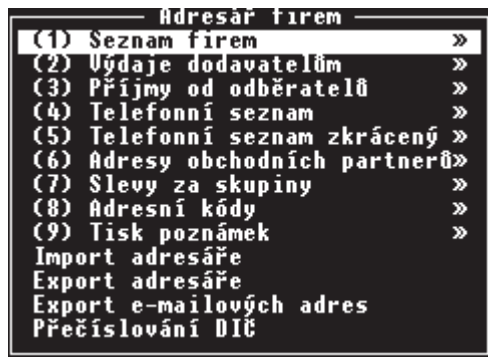 Adresář firem
(1) Seznam firem »
(2) Výdaje dodavatelům »
(3) Příjmy od odběratelů »
(4) Telefonní seznam »
(5) Telefonní seznam zkrácený »
(6) Adresy obchodních partnerů»
(7) Slevy za skupiny »
(8) Adresní kódy »
(9) Tisk poznámek »
Import adresáře
Export adresáře
Export e-mailových adres
Přečíslování DIČ